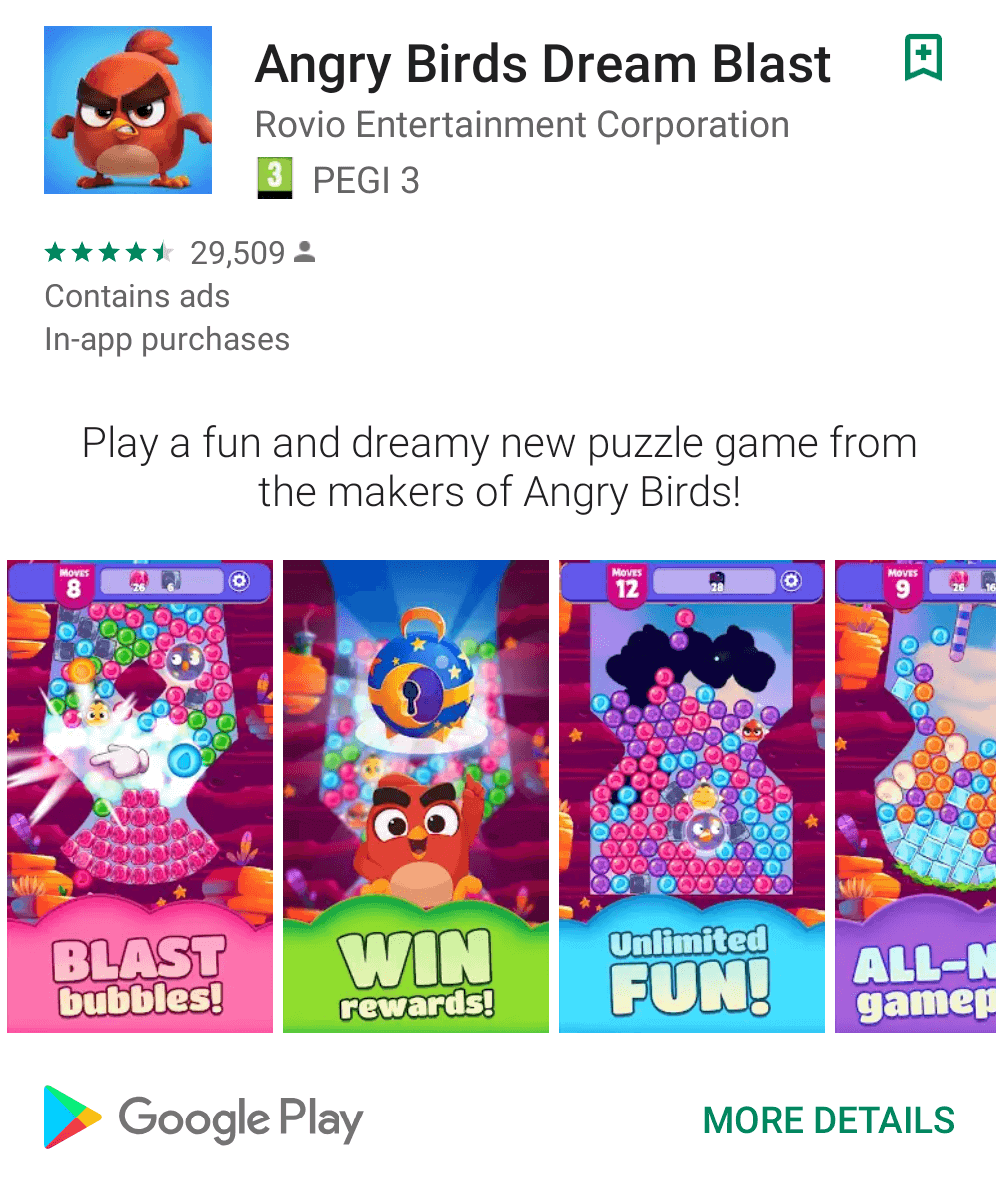 Angry Birds Dream Blast
Rovio Entertainment Corporation
3 PEGI 3
29,509
Contains ads
In-app purchases
Play a fun and dreamy new puzzle game from
the makers of Angry Birds!
MOVES
8
26 6
BLAST
bubbles!
WIN
rewards!
MOVES
12
28
Unlimited
FUN!
MOVES
9
26 16
ALL-N
gamep
Google Play
MORE DETAILS